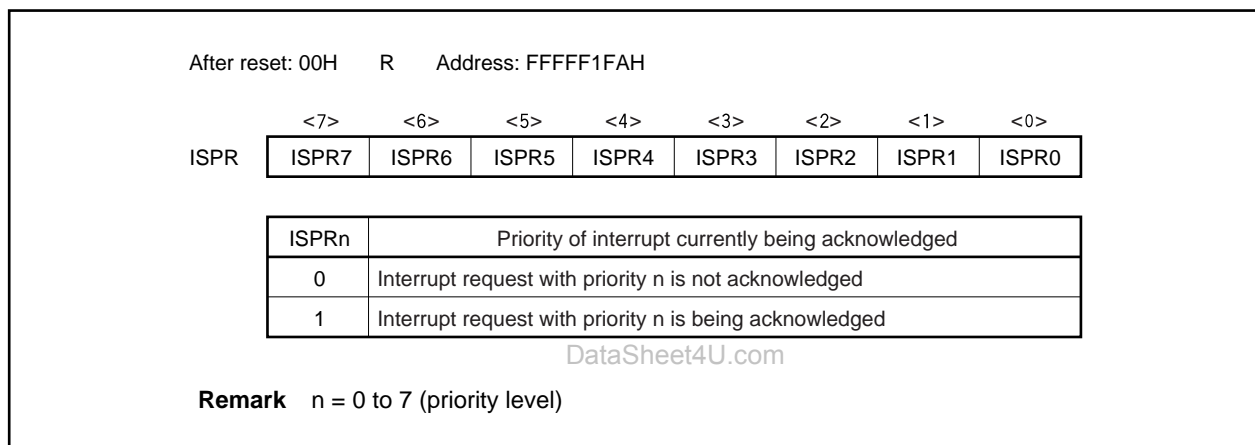 After reset: 00H R Address: FFFFF1FAH
<7> <6> <5> <4> <3> <2> <1> <0>
ISPR ISPR7 ISPR6 ISPR5 ISPR4 ISPR3 ISPR2 ISPR1 ISPR0
ISPRn Priority of interrupt currently being acknowledged
0 Interrupt request with priority n is not acknowledged
1 Interrupt request with priority n is being acknowledged
DataSheet4U.com
Remark n = 0 to 7 (priority level)